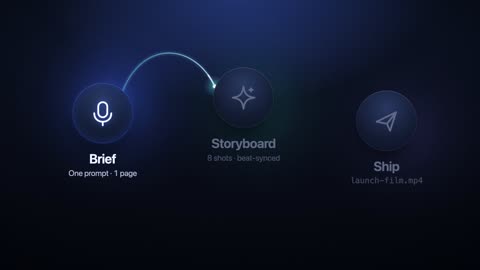 Brief
One prompt · 1 page
Storyboard
8 shots · beat-synced
Ship
launch-film.mp4